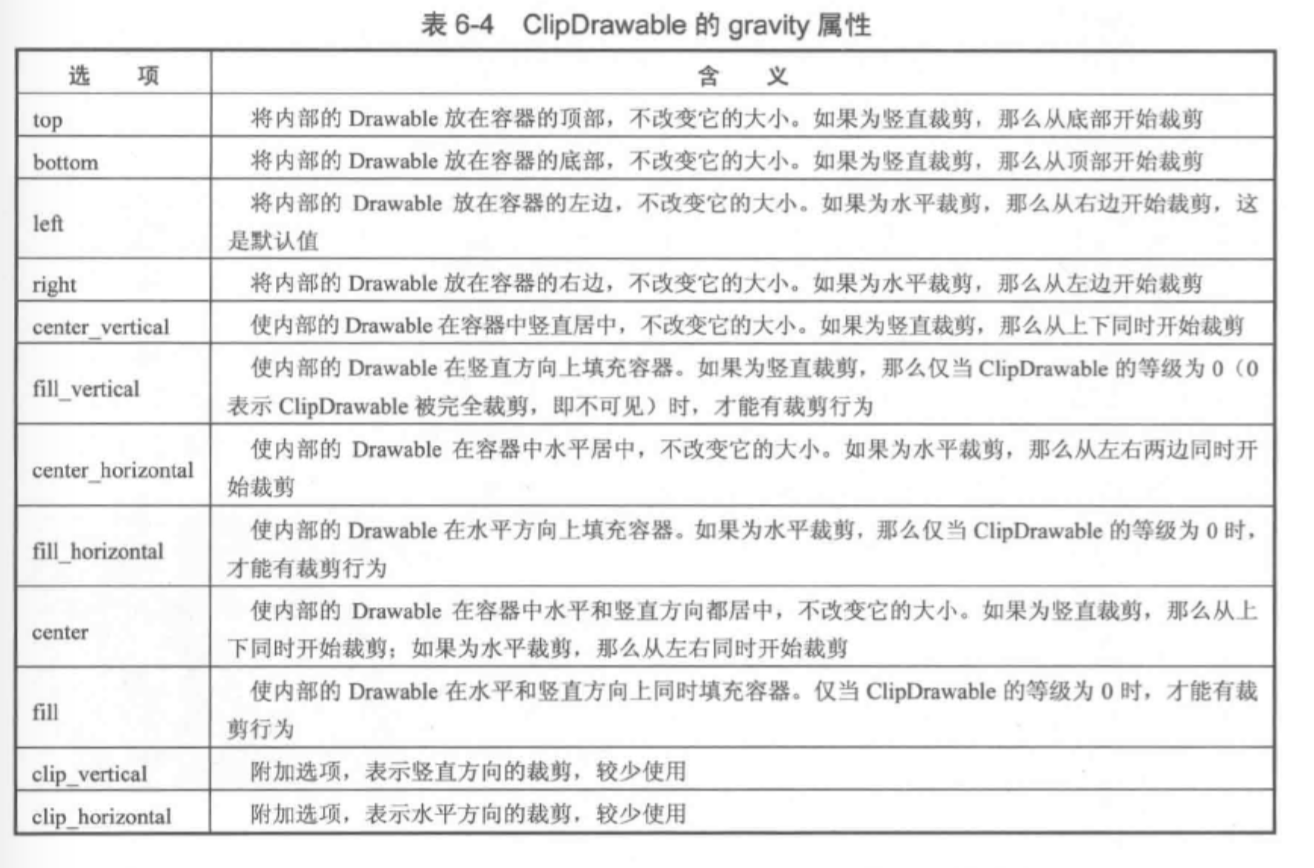 表 6-4 ClipDrawable 的 gravity 属性
选 项 含 义
top 将内部的 Drawable 放在容器的顶部，不改变它的大小。如果为竖直裁剪，那么从底部开始裁剪
bottom 将内部的 Drawable 放在容器的底部，不改变它的大小。如果为竖直裁剪，那么从顶部开始裁剪
left 将内部的 Drawable 放在容器的左边，不改变它的大小。如果为水平裁剪，那么从右边开始裁剪，这
是默认值
right 将内部的 Drawable 放在容器的右边，不改变它的大小。如果为水平裁剪，那么从左边开始裁剪
center_vertical 使内部的 Drawable 在容器中竖直居中，不改变它的大小。如果为竖直裁剪，那么从上下同时开始裁剪
fill_vertical 使内部的 Drawable 在竖直方向上填充容器。如果为竖直裁剪，那么仅当 ClipDrawable 的等级为 0（0
表示 ClipDrawable 被完全裁剪，即不可见）时，才能有裁剪行为
center_horizontal 使内部的 Drawable 在容器中水平居中，不改变它的大小。如果为水平裁剪，那么从左右两边同时开
始裁剪
fill_horizontal 使内部的 Drawable 在水平方向上填充容器。如果为水平裁剪，那么仅当 ClipDrawable 的等级为 0 时，
才能有裁剪行为
center 使内部的 Drawable 在容器中水平和竖直方向都居中，不改变它的大小。如果为竖直裁剪，那么从上
下同时开始裁剪；如果为水平裁剪，那么从左右同时开始裁剪
fill 使内部的 Drawable 在水平和竖直方向上同时填充容器。仅当 ClipDrawable 的等级为 0 时，才能有裁
剪行为
clip_vertical 附加选项，表示竖直方向的裁剪，较少使用
clip_horizontal 附加选项，表示水平方向的裁剪，较少使用